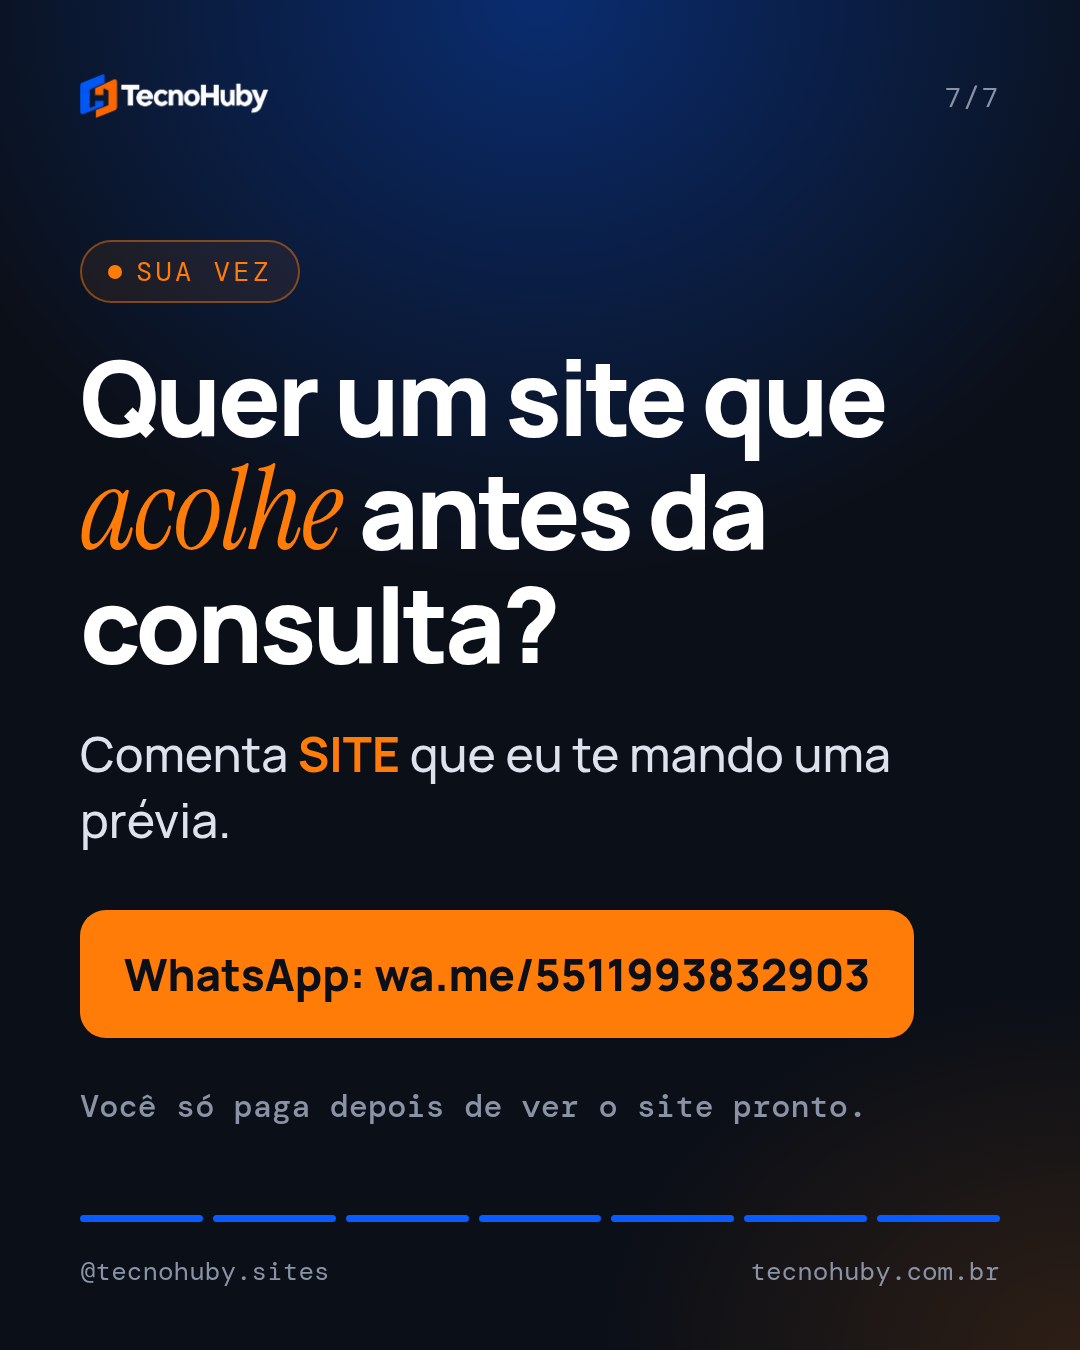 TecnoHuby
7/7
SUA VEZ
Quer um site que
acolhe antes da
consulta?
Comenta SITE que eu te mando uma
prévia.
WhatsApp: wa.me/5511993832903
Você só paga depois de ver o site pronto.
@tecnohuby.sites
tecnohuby.com.br